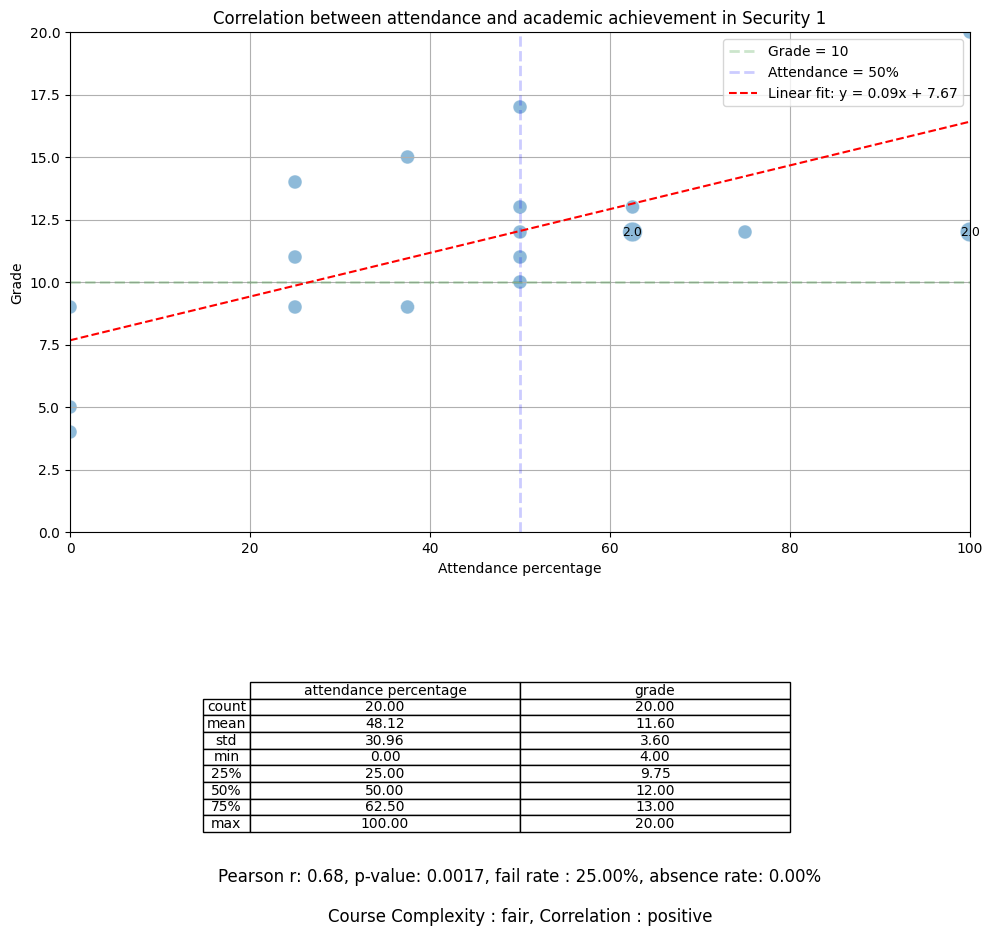 Correlation between attendance and academic achievement in Security 1
20.0
17.5
15.0
12.5
10.0
7.5
5.0
2.5
0.0
Grade
Grade = 10
Attendance = 50%
Linear fit: y = 0.09x + 7.67
2.0
2.0
0 20 40 60 80 100
Attendance percentage
attendance percentage grade
count 20.00 20.00
mean 48.12 11.60
std 30.96 3.60
min 0.00 4.00
25% 25.00 9.75
50% 50.00 12.00
75% 62.50 13.00
max 100.00 20.00
Pearson r: 0.68, p-value: 0.0017, fail rate : 25.00%, absence rate: 0.00%
Course Complexity : fair, Correlation : positive